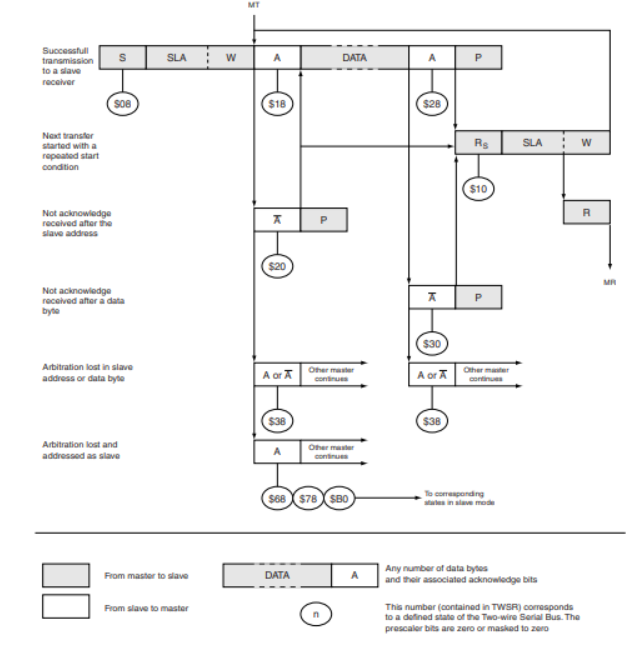 MT
Successfull
transmission
to a slave
receiver
S SLA W A DATA A P
$08 $18 $28
Next transfer
started with a
repeated start
condition
RS SLA W
$10
Not acknowledge
received after the
slave address
A̅ P
R
$20
MR
Not acknowledge
received after a data
byte
A̅ P
$30
Arbitration lost in slave
address or data byte
A or A̅ Other master
continues
A or A̅ Other master
continues
$38 $38
Arbitration lost and
addressed as slave
A Other master
continues
$68 $78 $B0 To corresponding
states in slave mode
From master to slave
DATA A
Any number of data bytes
and their associated acknowledge bits
From slave to master
n
This number (contained in TWSR) corresponds
to a defined state of the Two-wire Serial Bus. The
prescaler bits are zero or masked to zero